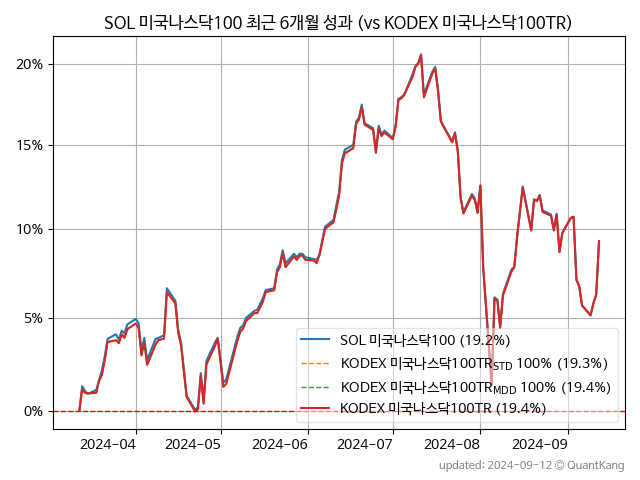 SOL 미국나스닥100 최근 6개월 성과 (vs KODEX 미국나스닥100TR)
20%
15%
10%
5%
0%
SOL 미국나스닥100 (19.2%)
KODEX 미국나스닥100TR_STD 100% (19.3%)
KODEX 미국나스닥100TR_MDD 100% (19.4%)
KODEX 미국나스닥100TR (19.4%)
2024-04 2024-05 2024-06 2024-07 2024-08 2024-09
updated: 2024-09-12 © QuantKang